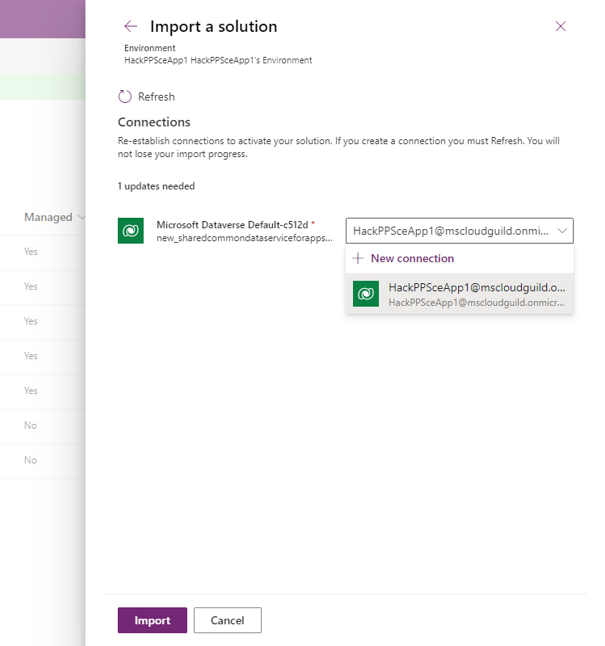 Import a solution
Environment
HackPPSceApp1 HackPPSceApp1's Environment
Refresh
Connections
Re-establish connections to activate your solution. If you create a connection you must Refresh. You will
not lose your import progress.
1 updates needed
Managed
Yes
Yes
Yes
Yes
Yes
No
No
Microsoft Dataverse Default-c512d *
new_sharedcommondataserviceforapps...
HackPPSceApp1@mscloudguild.onmi...
New connection
HackPPSceApp1@mscloudguild.o...
HackPPSceApp1@mscloudguild.onmicr...
Import
Cancel